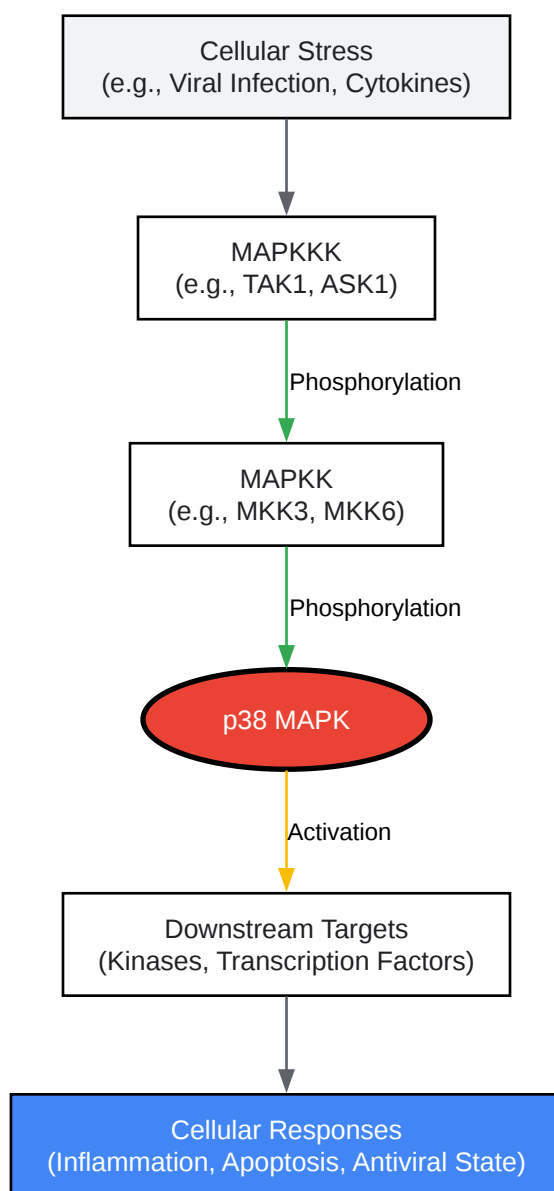 Cellular Stress
(e.g., Viral Infection, Cytokines)
MAPKKK
(e.g., TAK1, ASK1)
Phosphorylation
MAPKK
(e.g., MKK3, MKK6)
Phosphorylation
p38 MAPK
Activation
Downstream Targets
(Kinases, Transcription Factors)
Cellular Responses
(Inflammation, Apoptosis, Antiviral State)